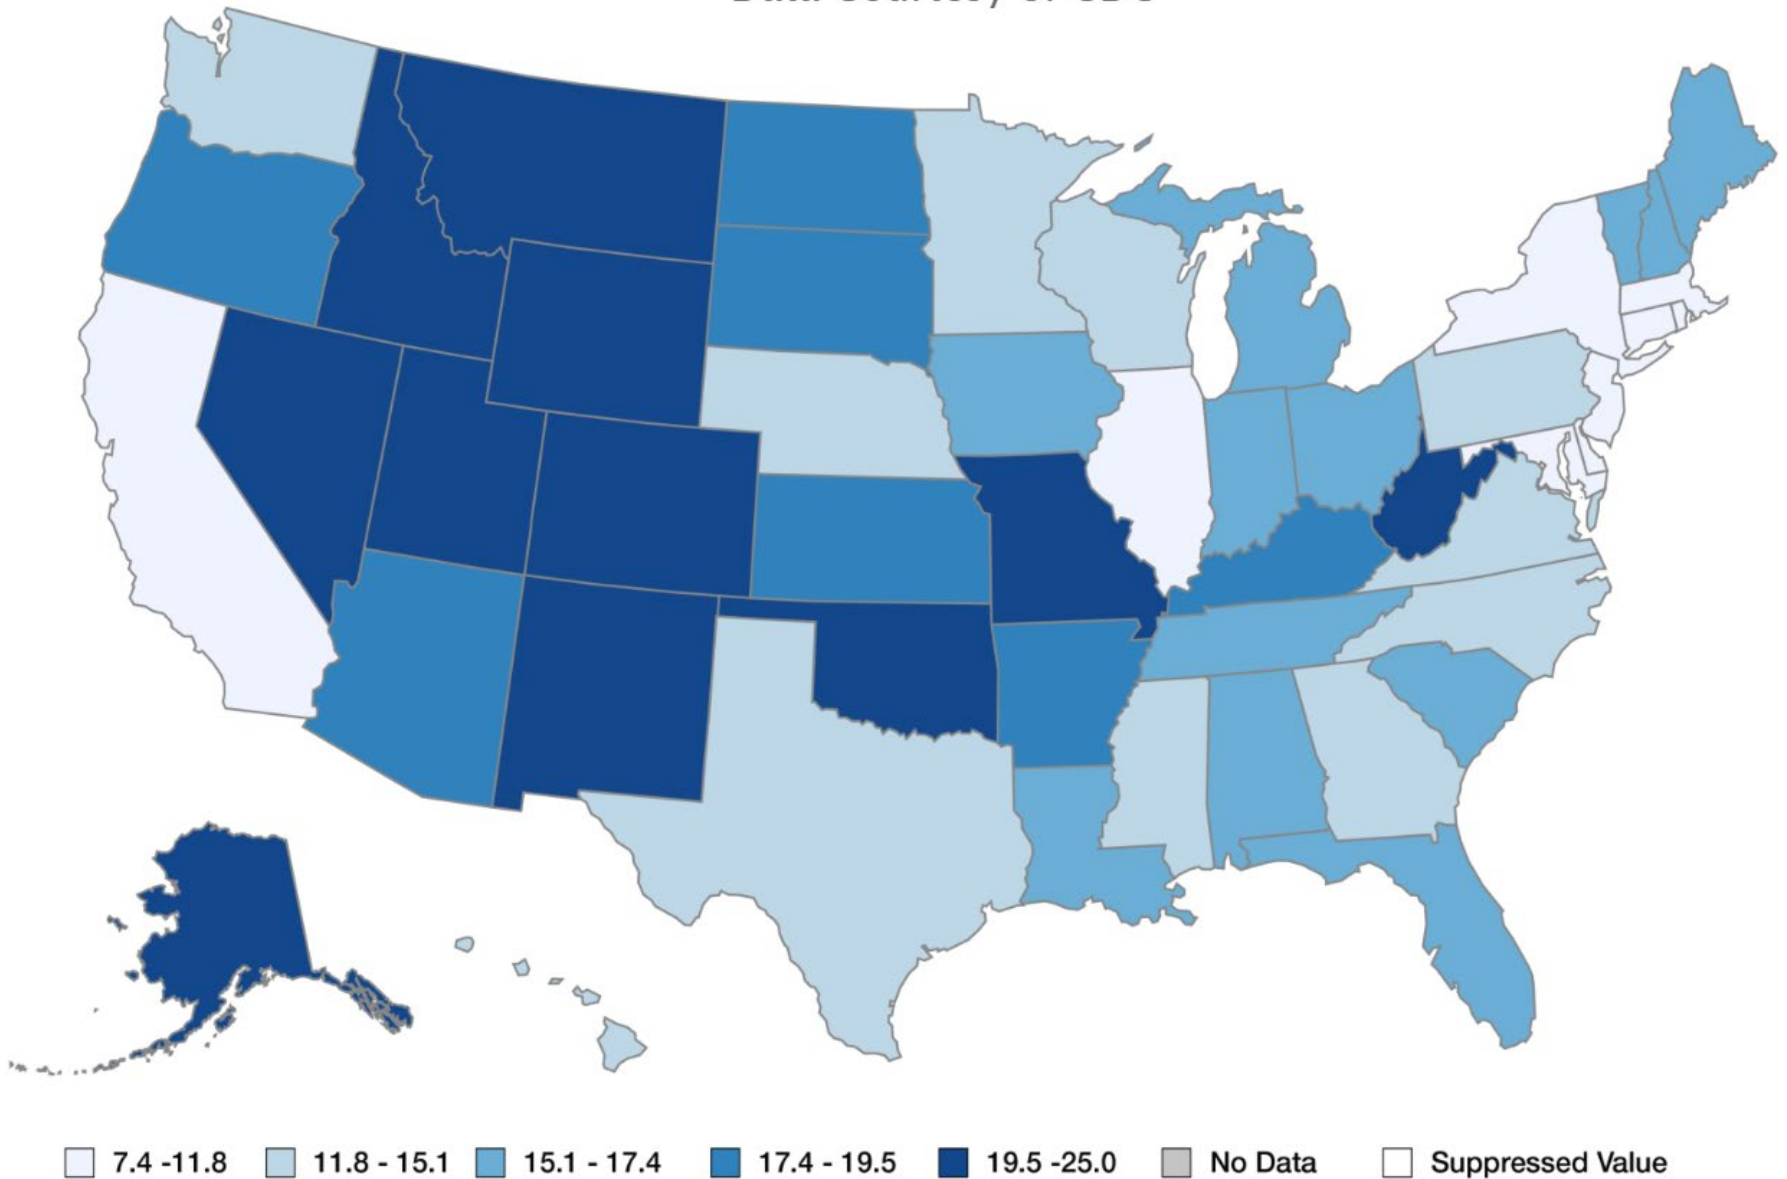 7.4 -11.8
11.8 - 15.1
15.1 - 17.4
17.4 - 19.5
19.5 -25.0
No Data
Suppressed Value